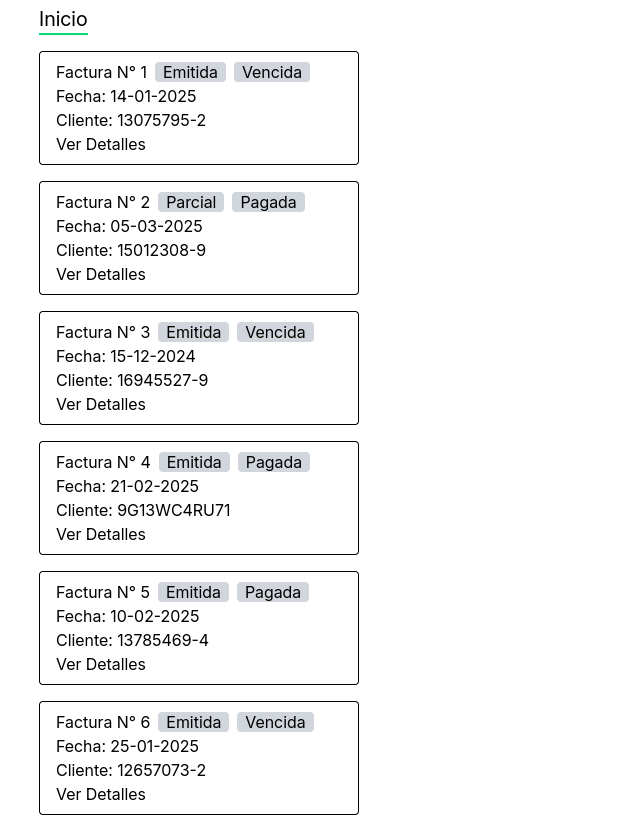 Inicio
Factura N° 1 Emitida Vencida
Fecha: 14-01-2025
Cliente: 13075795-2
Ver Detalles
Factura N° 2 Parcial Pagada
Fecha: 05-03-2025
Cliente: 15012308-9
Ver Detalles
Factura N° 3 Emitida Vencida
Fecha: 15-12-2024
Cliente: 16945527-9
Ver Detalles
Factura N° 4 Emitida Pagada
Fecha: 21-02-2025
Cliente: 9G13WC4RU71
Ver Detalles
Factura N° 5 Emitida Pagada
Fecha: 10-02-2025
Cliente: 13785469-4
Ver Detalles
Factura N° 6 Emitida Vencida
Fecha: 25-01-2025
Cliente: 12657073-2
Ver Detalles